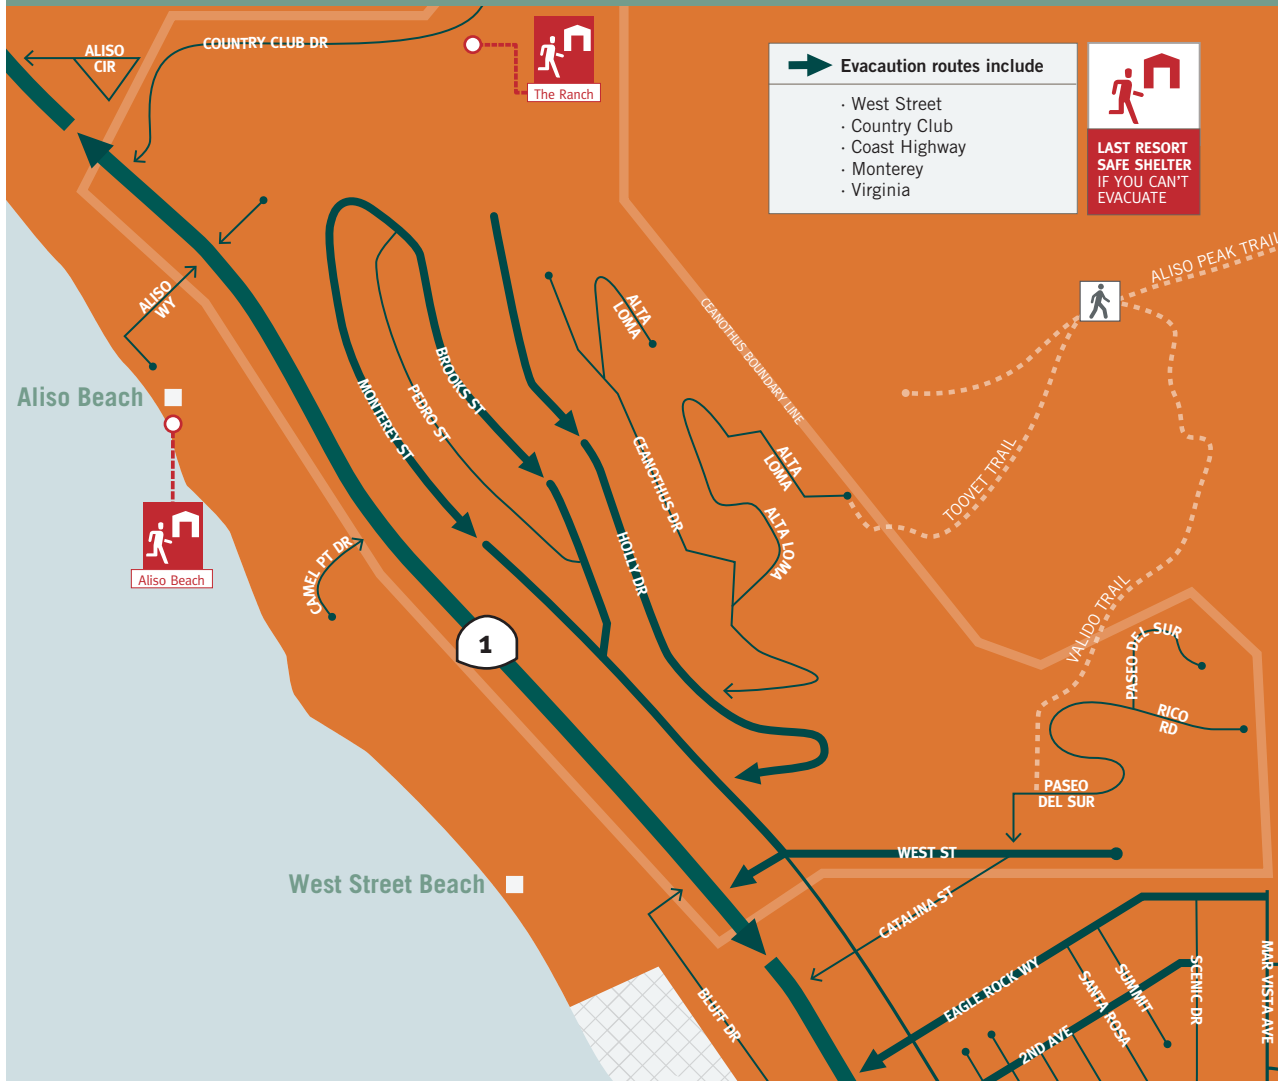 ALISO
CIR
COUNTRY CLUB DR
The Ranch
Evacaution routes include
· West Street
· Country Club
· Coast Highway
· Monterey
· Virginia
LAST RESORT
SAFE SHELTER
IF YOU CAN'T
EVACUATE
ALISO PEAK TRAIL
ALISO
WY
ALTA
LOMA
CEANOTHUS BOUNDARY LINE
Aliso Beach
BROOKS ST
MONTEREY ST
PEDRO ST
CEANOTHUS DR
ALTA
LOMA
TOOVET TRAIL
ALTA LOMA
Aliso Beach
CAMEL PT DR
HOLLY DR
1
VALIDO TRAIL
PASEO DEL SUR
RICO
RD
PASEO
DEL SUR
WEST ST
West Street Beach
CATALINA ST
BLUFF DR
EAGLE ROCK WY
2ND AVE
SANTA ROSA
SUMMIT
SCENIC DR
MAR VISTA AVE